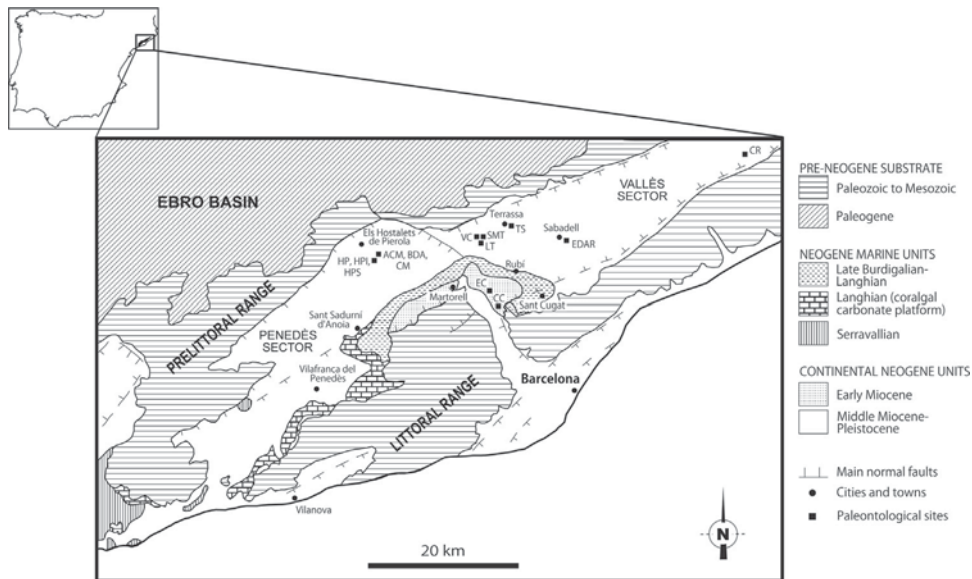 EBRO BASIN
VALLÈS
SECTOR
CR
Terrassa
TS
Sabadell
EDAR
VC
SMT
LT
Els Hostalets
de Pierola
ACM, BDA,
CM
HP, HPI,
HPS
Rubí
EC
CC
Sant Cugat
Martorell
Sant Sadurní
d'Anoia
PENEDÈS
SECTOR
PRELITTORAL RANGE
Vilafranca del
Penedès
LITTORAL RANGE
Barcelona
Vilanova
20 km
N
PRE-NEOGENE SUBSTRATE
Paleozoic to Mesozoic
Paleogene
NEOGENE MARINE UNITS
Late Burdigalian-
Langhian
Langhian (coralgal
carbonate platform)
Serravallian
CONTINENTAL NEOGENE UNITS
Early Miocene
Middle Miocene-
Pleistocene
Main normal faults
Cities and towns
Paleontological sites